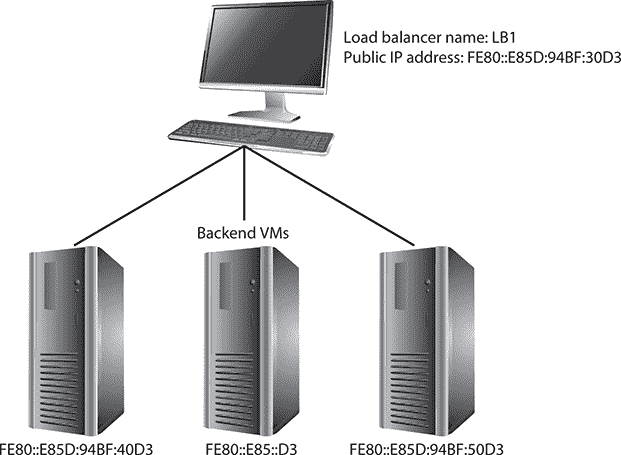 Load balancer name: LB1
Public IP address: FE80::E85D:94BF:30D3
Backend VMs
FE80::E85D:94BF:40D3
FE80::E85::D3
FE80::E85D:94BF:50D3